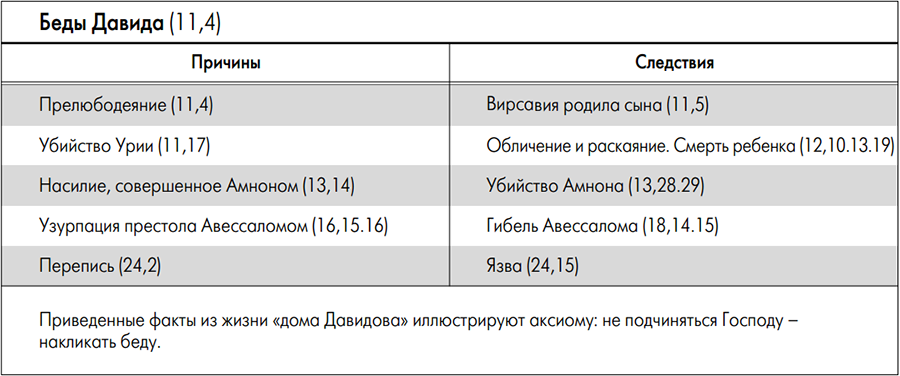 Беды Давида (11,4)
Причины Следствия
Прелюбодеяние (11,4) Вирсавия родила сына (11,5)
Убийство Урии (11,17) Обличение и раскаяние. Смерть ребенка (12,10.13.19)
Насилие, совершенное Амноном (13,14) Убийство Амнона (13,28.29)
Узурпация престола Авессаломом (16,15.16) Гибель Авессалома (18,14.15)
Перепись (24,2) Язва (24,15)
Приведенные факты из жизни «дома Давидова» иллюстрируют аксиому: не подчиняться Господу –
накликать беду.